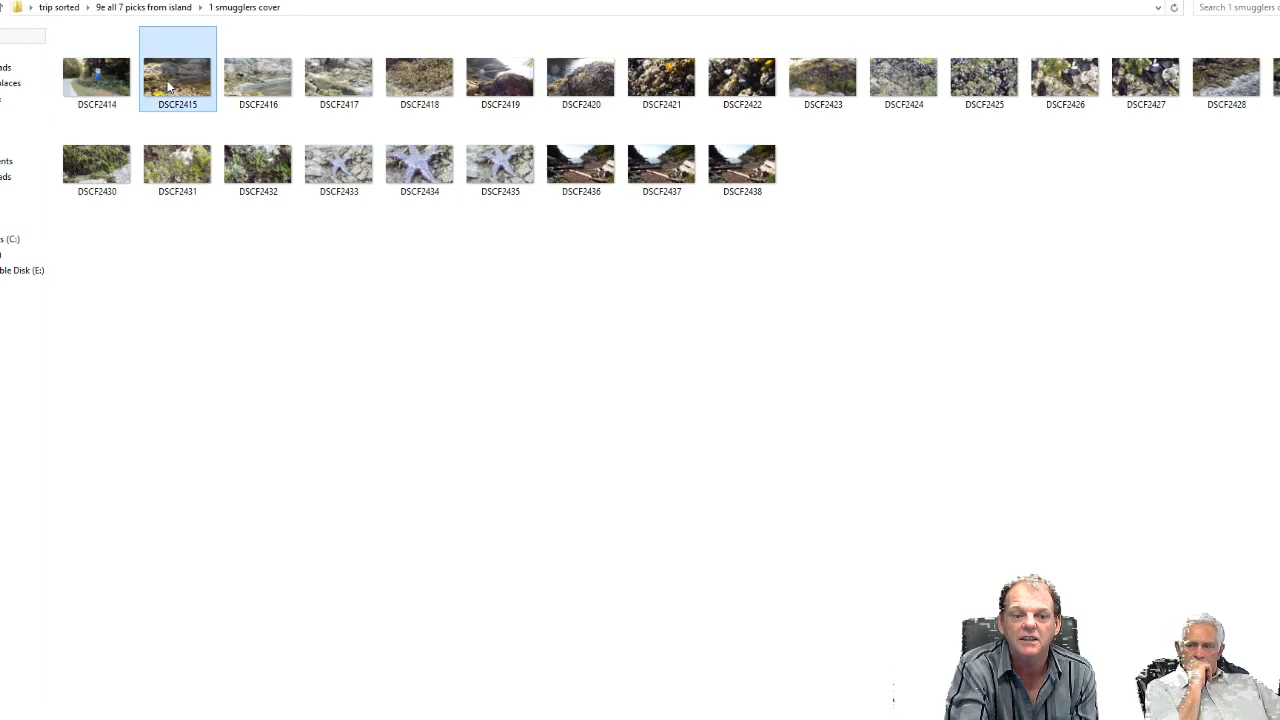 trip sorted > 9e all 7 picks from island > 1 smugglers cover
Search 1 smugglers c
ads
places
DSCF2414 DSCF2415 DSCF2416 DSCF2417 DSCF2418 DSCF2419 DSCF2420 DSCF2421 DSCF2422 DSCF2423 DSCF2424 DSCF2425 DSCF2426 DSCF2427 DSCF2428
ents
ads
DSCF2430 DSCF2431 DSCF2432 DSCF2433 DSCF2434 DSCF2435 DSCF2436 DSCF2437 DSCF2438
s (C:)
ble Disk (E:)